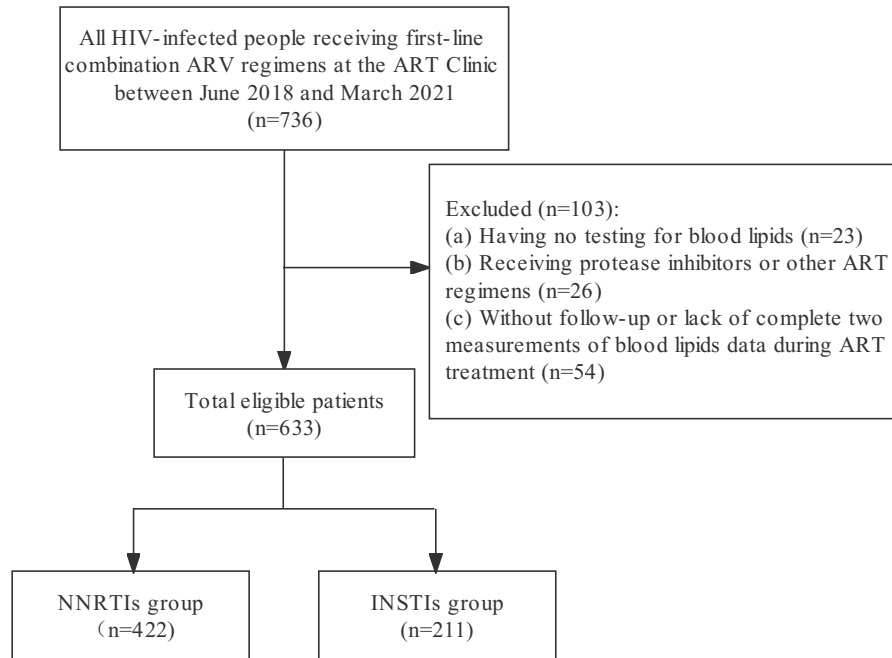 All HIV-infected people receiving first-line
combination ARV regimens at the ART Clinic
between June 2018 and March 2021
(n=736)
Excluded (n=103):
(a) Having no testing for blood lipids (n=23)
(b) Receiving protease inhibitors or other ART
regimens (n=26)
(c) Without follow-up or lack of complete two
measurements of blood lipids data during ART
treatment (n=54)
Total eligible patients
(n=633)
NNRTIs group
（n=422)
INSTIs group
(n=211)